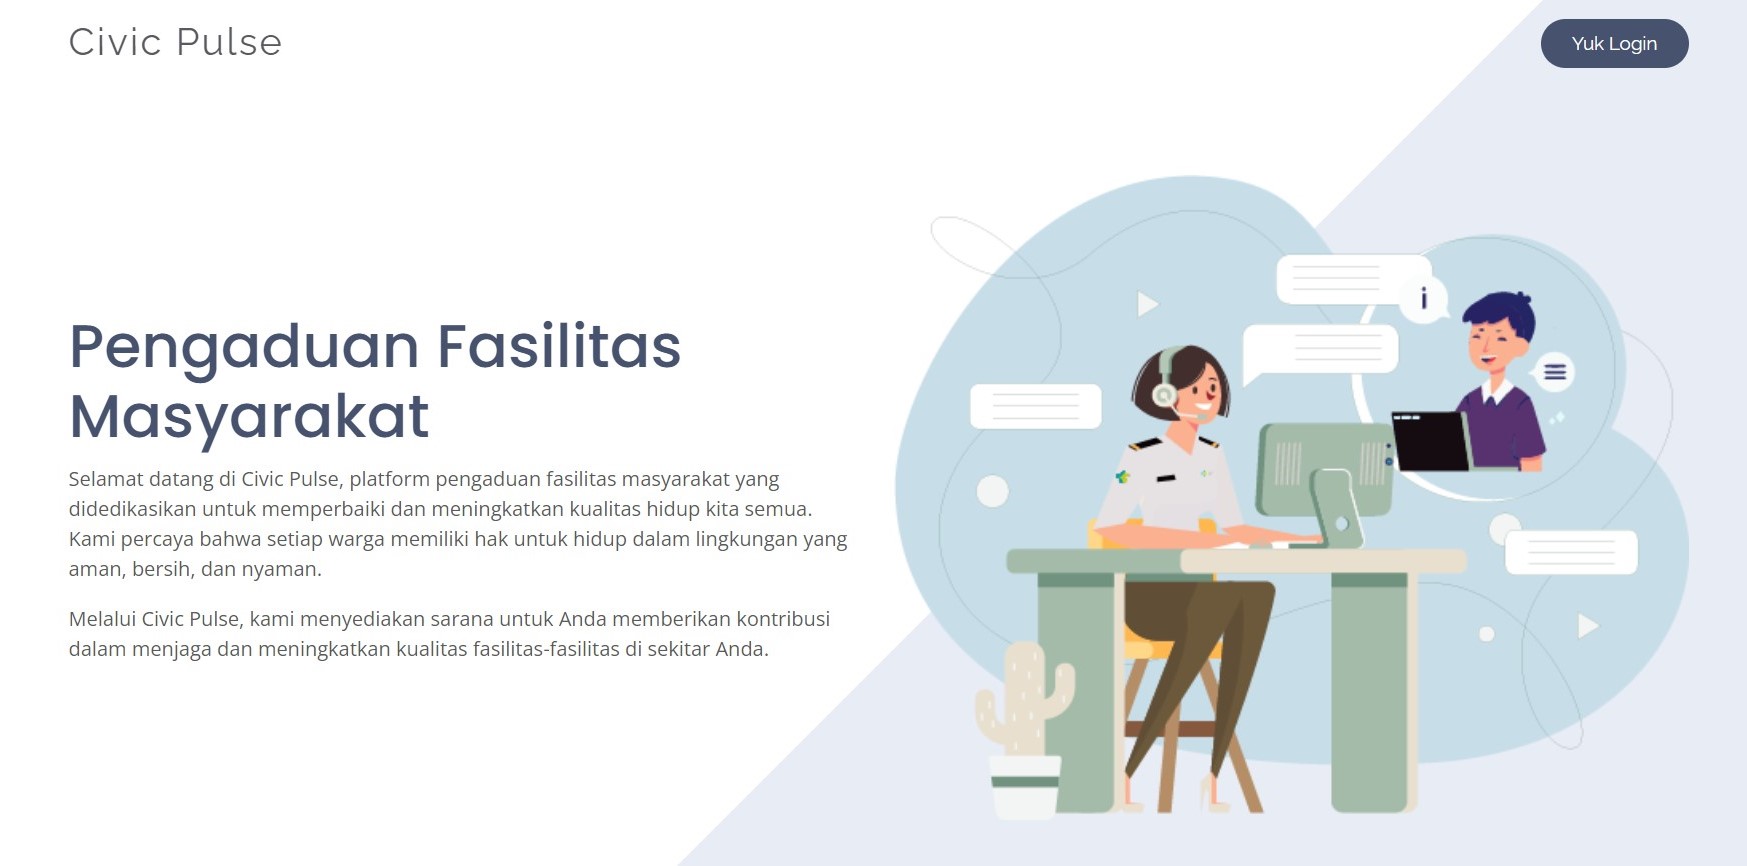 Civic Pulse
Yuk Login
Pengaduan Fasilitas
Masyarakat
Selamat datang di Civic Pulse, platform pengaduan fasilitas masyarakat yang
didedikasikan untuk memperbaiki dan meningkatkan kualitas hidup kita semua.
Kami percaya bahwa setiap warga memiliki hak untuk hidup dalam lingkungan yang
aman, bersih, dan nyaman.
Melalui Civic Pulse, kami menyediakan sarana untuk Anda memberikan kontribusi
dalam menjaga dan meningkatkan kualitas fasilitas-fasilitas di sekitar Anda.
i